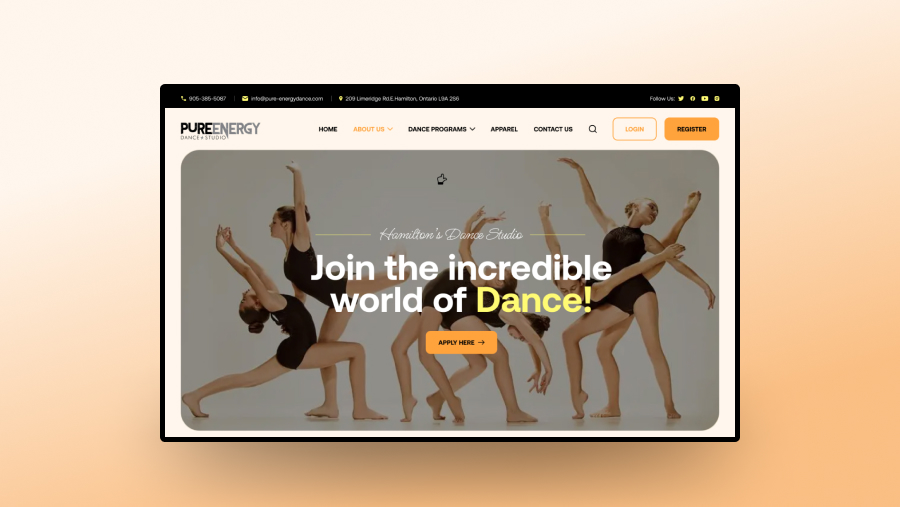 905-385-5087 info@pure-energydance.com 209 Limeridge Rd.E.Hamilton, Ontario L9A 2S6 Follow Us:
PUREENERGY
DANCE STUDIO
HOME ABOUT US DANCE PROGRAMS APPAREL CONTACT US LOGIN REGISTER
Hamilton's Dance Studio
Join the incredible
world of Dance!
APPLY HERE